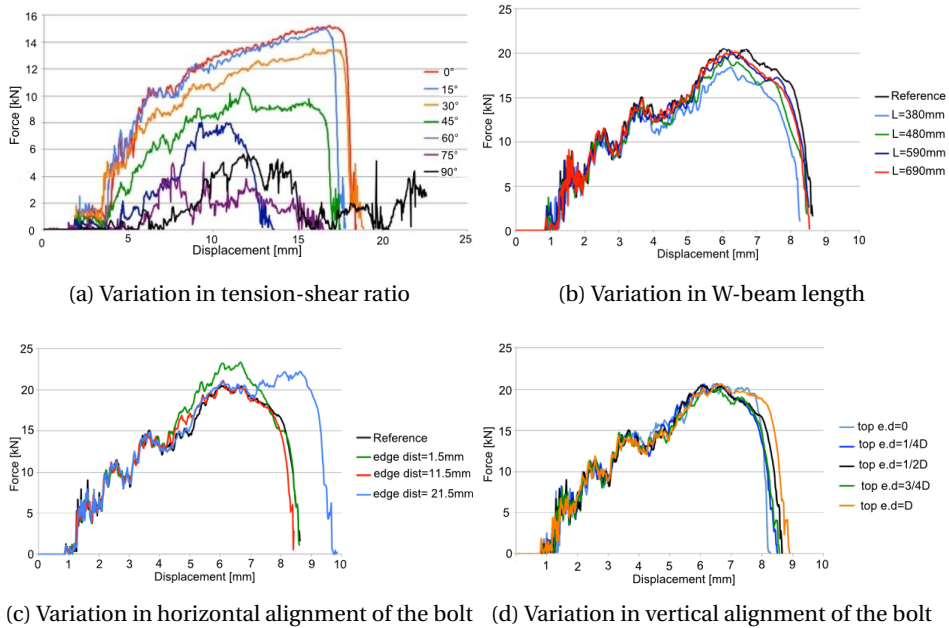 16
14
12
10
8
6
4
2
0
Force [kN]
0
5
10
15
20
25
Displacement [mm]
0°
15°
30°
45°
60°
75°
90°
(a) Variation in tension-shear ratio
25
20
15
10
5
0
Force [kN]
0 1 2 3 4 5 6 7 8 9 10
Displacement [mm]
Reference
L=380mm
L=480mm
L=590mm
L=690mm
(b) Variation in W-beam length
25
20
15
10
5
0
Force [kN]
0 1 2 3 4 5 6 7 8 9 10
Displacement [mm]
Reference
edge dist=1.5mm
edge dist=11.5mm
edge dist= 21.5mm
(c) Variation in horizontal alignment of the bolt
25
20
15
10
5
0
Force [kN]
0 1 2 3 4 5 6 7 8 9 10
Displacement [mm]
top e.d=0
top e.d=1/4D
top e.d=1/2D
top e.d=3/4D
top e.d=D
(d) Variation in vertical alignment of the bolt